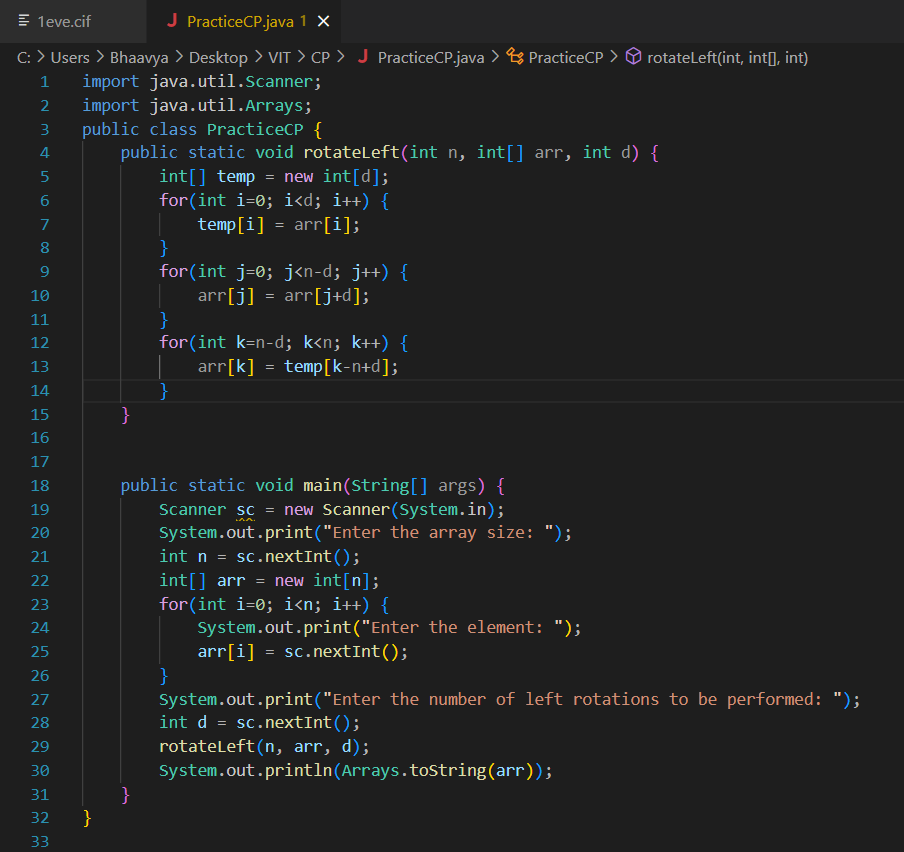 1eve.cif
PracticeCP.java 1
C: > Users > Bhaavya > Desktop > VIT > CP > PracticeCP.java > PracticeCP > rotateLeft(int, int[], int)
1 import java.util.Scanner;
2 import java.util.Arrays;
3 public class PracticeCP {
4     public static void rotateLeft(int n, int[] arr, int d) {
5         int[] temp = new int[d];
6         for(int i=0; i<d; i++) {
7             temp[i] = arr[i];
8         }
9         for(int j=0; j<n-d; j++) {
10             arr[j] = arr[j+d];
11         }
12         for(int k=n-d; k<n; k++) {
13             arr[k] = temp[k-n+d];
14         }
15     }
16
17
18     public static void main(String[] args) {
19         Scanner sc = new Scanner(System.in);
20         System.out.print("Enter the array size: ");
21         int n = sc.nextInt();
22         int[] arr = new int[n];
23         for(int i=0; i<n; i++) {
24             System.out.print("Enter the element: ");
25             arr[i] = sc.nextInt();
26         }
27         System.out.print("Enter the number of left rotations to be performed: ");
28         int d = sc.nextInt();
29         rotateLeft(n, arr, d);
30         System.out.println(Arrays.toString(arr));
31     }
32 }
33